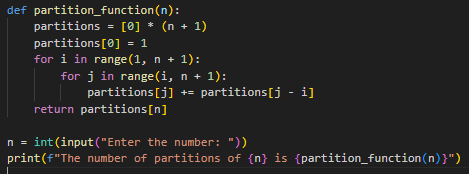 def partition_function(n):
    partitions = [0] * (n + 1)
    partitions[0] = 1
    for i in range(1, n + 1):
        for j in range(i, n + 1):
            partitions[j] += partitions[j - i]
    return partitions[n]

n = int(input("Enter the number: "))
print(f"The number of partitions of {n} is {partition_function(n)}")